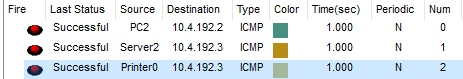 Fire Last Status Source Destination Type Color Time(sec) Periodic Num
Successful PC2 10.4.192.2 ICMP 1.000 N 0
Successful Server2 10.4.192.3 ICMP 1.000 N 1
Successful Printer0 10.4.192.3 ICMP 1.000 N 2